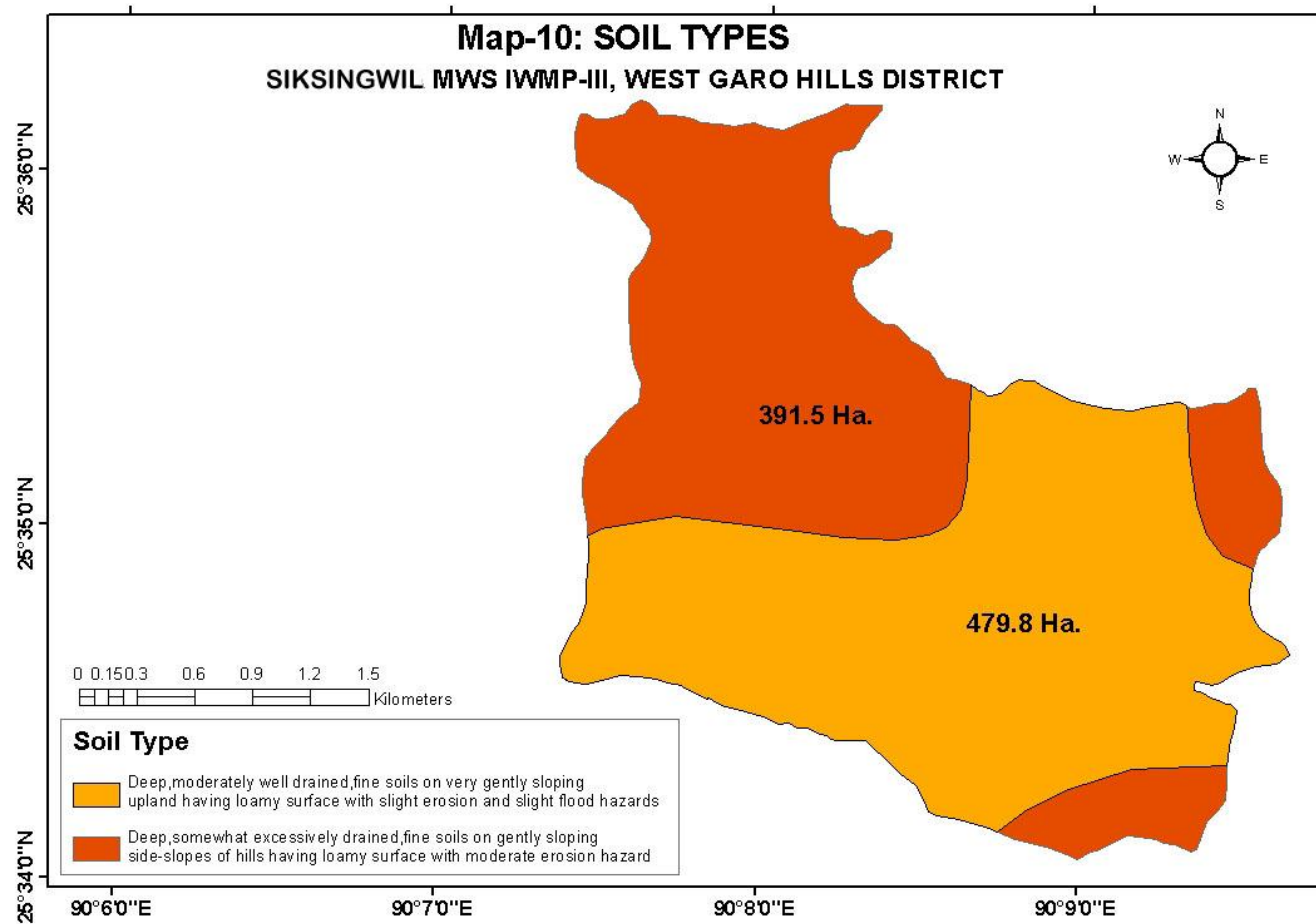 Map-10: SOIL TYPES
SIKSINGWIL MWS IWMP-III, WEST GARO HILLS DISTRICT
N
W
E
S
25°36'0"N
25°35'0"N
25°34'0"N
391.5 Ha.
479.8 Ha.
0 0.150.3 0.6 0.9 1.2 1.5
Kilometers
Soil Type
Deep,moderately well drained,fine soils on very gently sloping
upland having loamy surface with slight erosion and slight flood hazards
Deep,somewhat excessively drained,fine soils on gently sloping
side-slopes of hills having loamy surface with moderate erosion hazard
90°6'0"E 90°7'0"E 90°8'0"E 90°9'0"E